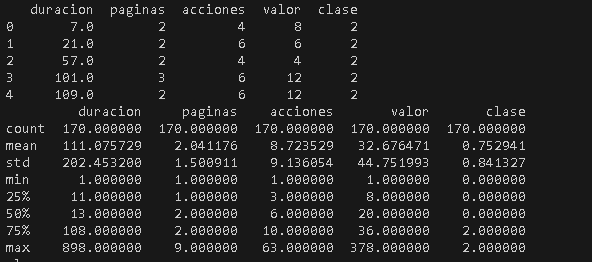 duracion paginas acciones valor clase
0 7.0 2 4 8 2
1 21.0 2 6 6 2
2 57.0 2 4 4 2
3 101.0 3 6 12 2
4 109.0 2 6 12 2
duracion paginas acciones valor clase
count 170.000000 170.000000 170.000000 170.000000 170.000000
mean 111.075729 2.041176 8.723529 32.676471 0.752941
std 202.453200 1.500911 9.136054 44.751993 0.841327
min 1.000000 1.000000 1.000000 1.000000 0.000000
25% 11.000000 1.000000 3.000000 8.000000 0.000000
50% 13.000000 2.000000 6.000000 20.000000 0.000000
75% 108.000000 2.000000 10.000000 36.000000 2.000000
max 898.000000 9.000000 63.000000 378.000000 2.000000